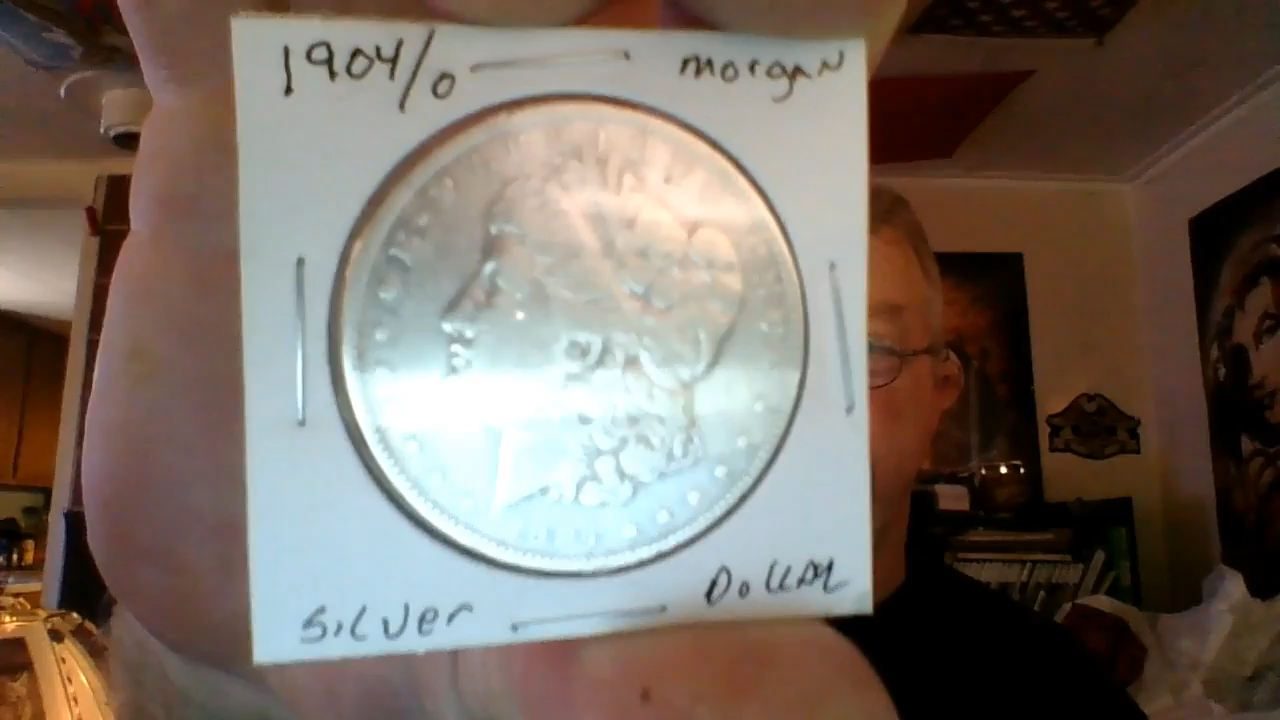 1904/0 — Morgan
Silver — Dollar